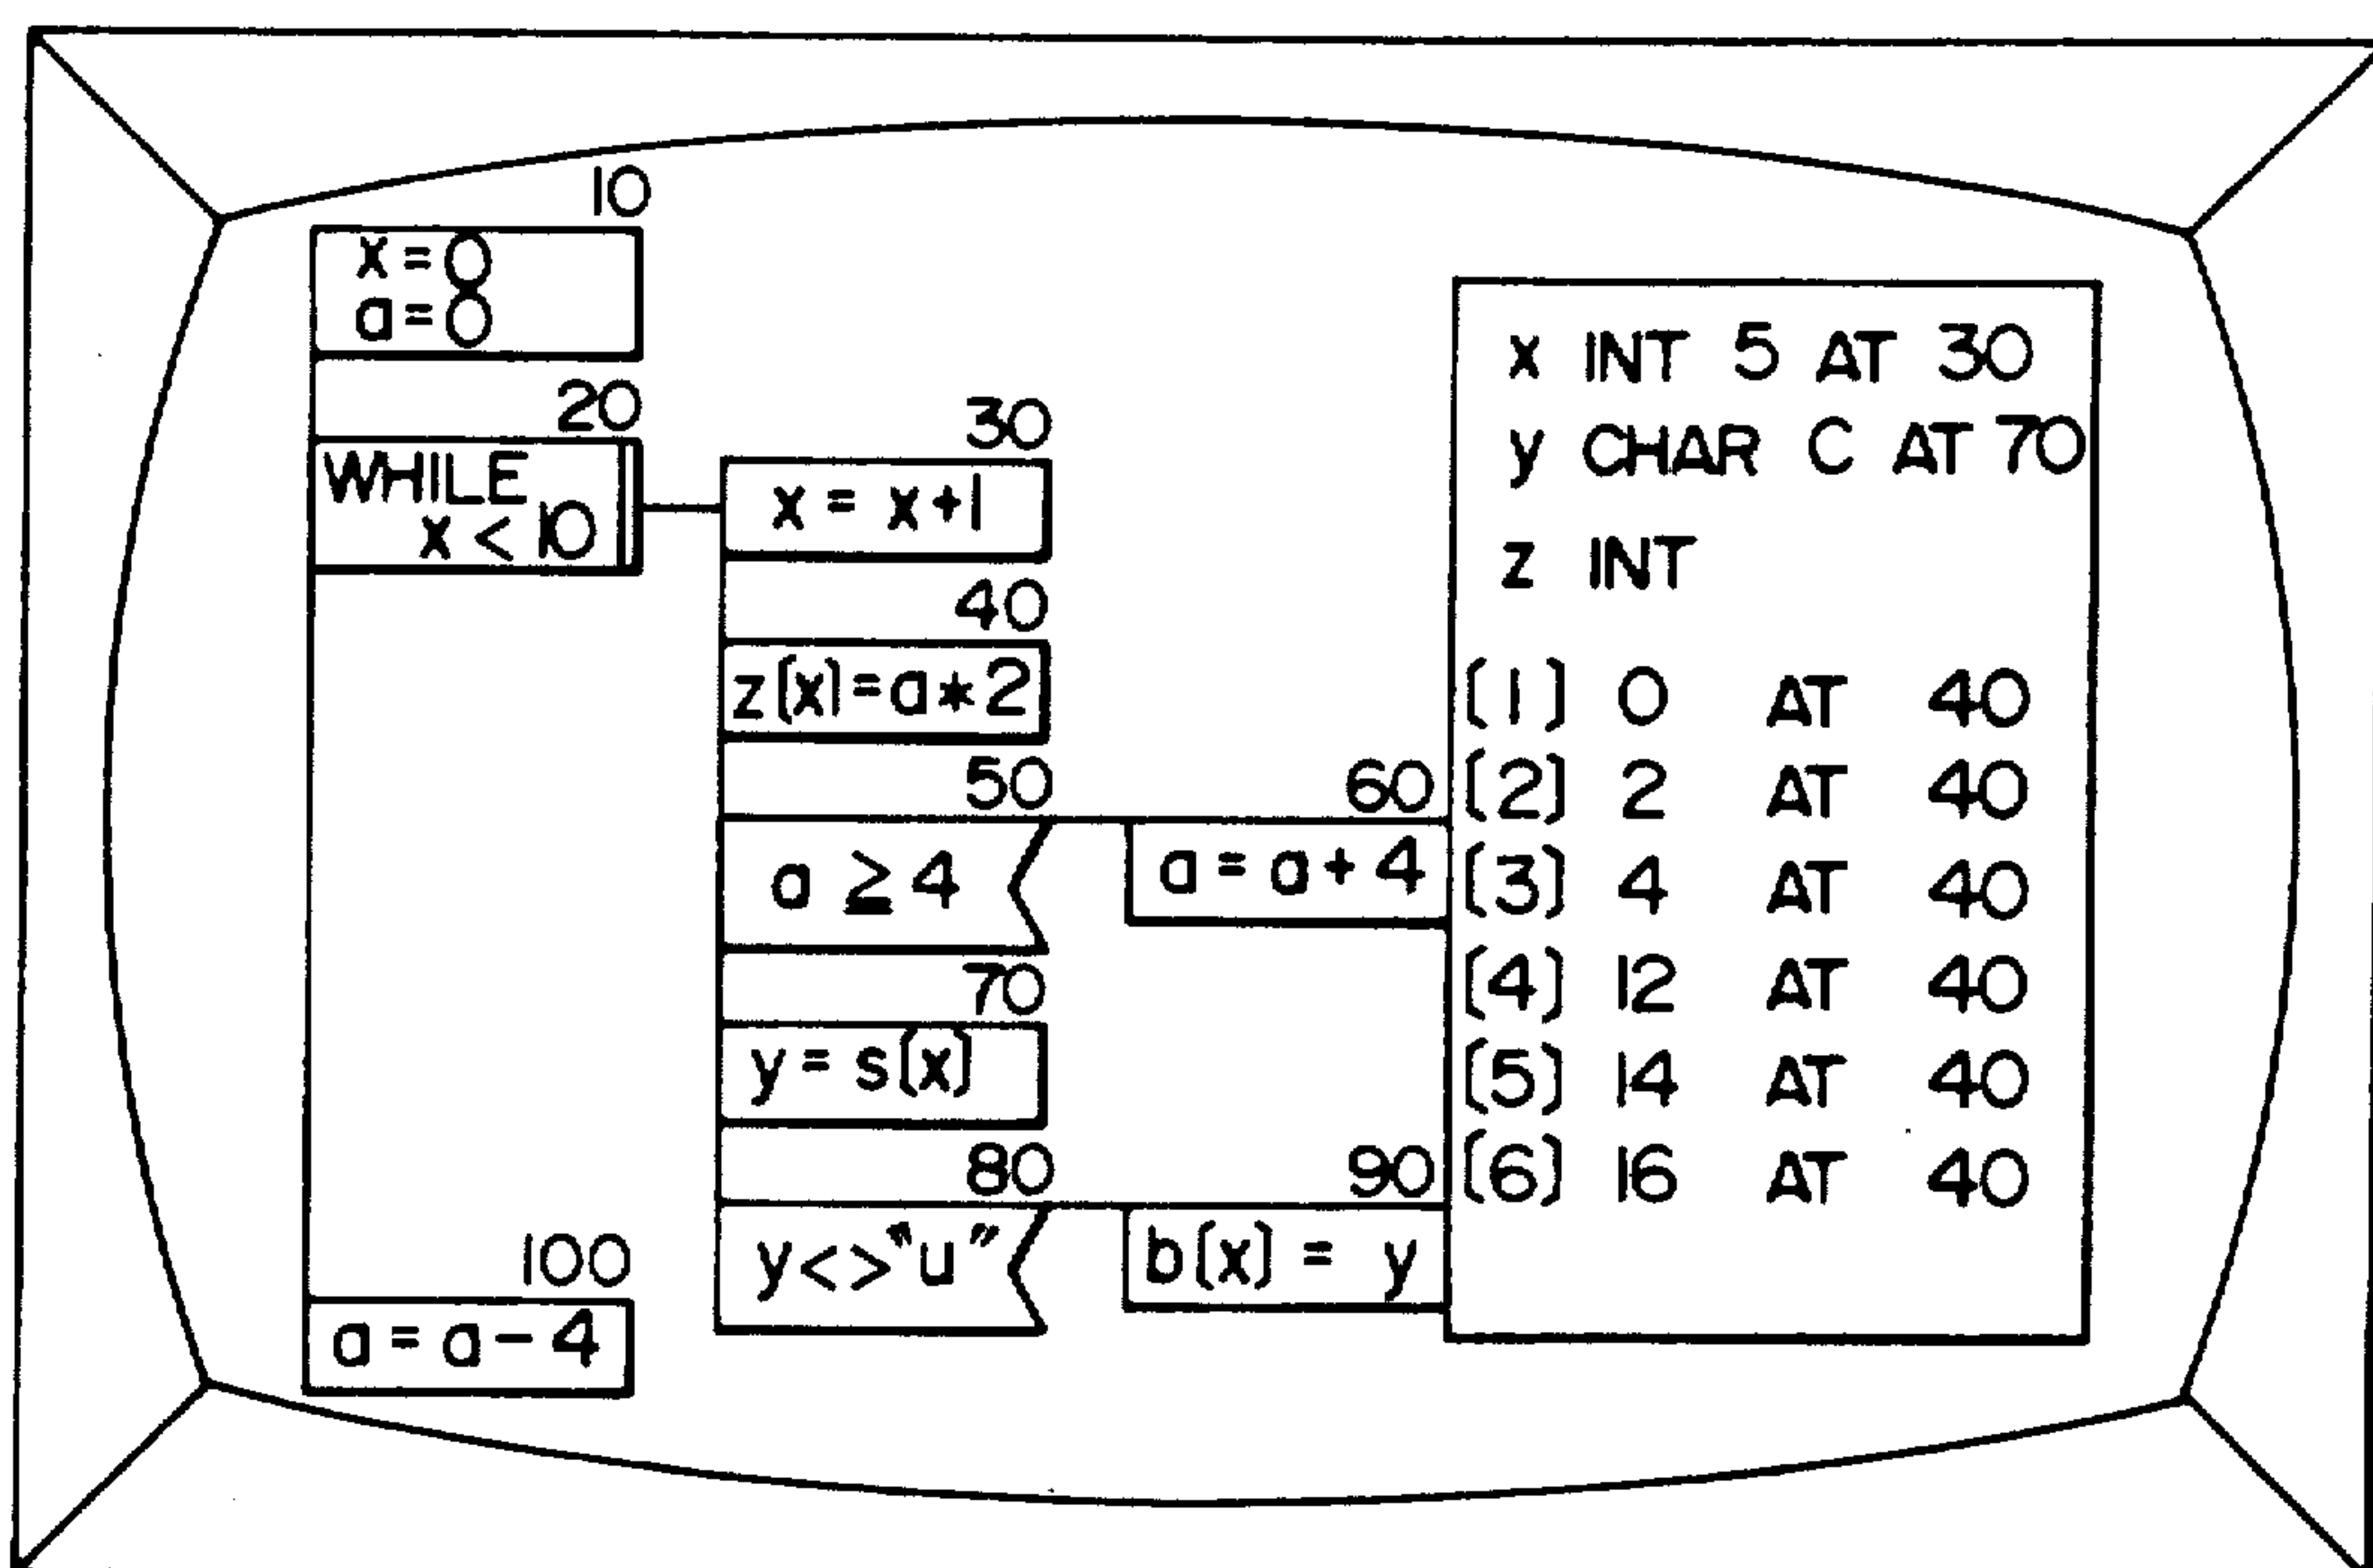 10
x = 0
a = 0
20
WHILE
x < 10
30
x = x+1
40
z(x)=a*2
50
a ≥ 4
60
a = a + 4
70
y = s(x)
80
y<>"u"
90
b(x) = y
100
a = a - 4
x INT 5 AT 30
y CHAR C AT 70
z INT
(1) 0 AT 40
(2) 2 AT 40
(3) 4 AT 40
(4) 12 AT 40
(5) 14 AT 40
(6) 16 AT 40